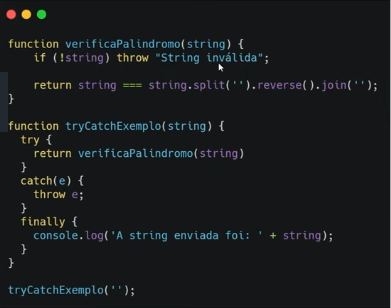 function verificaPalindromo(string) {
if (!string) throw "String inválida";
return string === string.split('').reverse().join('');
}
function tryCatchExemplo(string) {
try {
return verificaPalindromo(string)
}
catch(e) {
throw e;
}
finally {
console.log('A string enviada foi: ' + string);
}
}
tryCatchExemplo('');